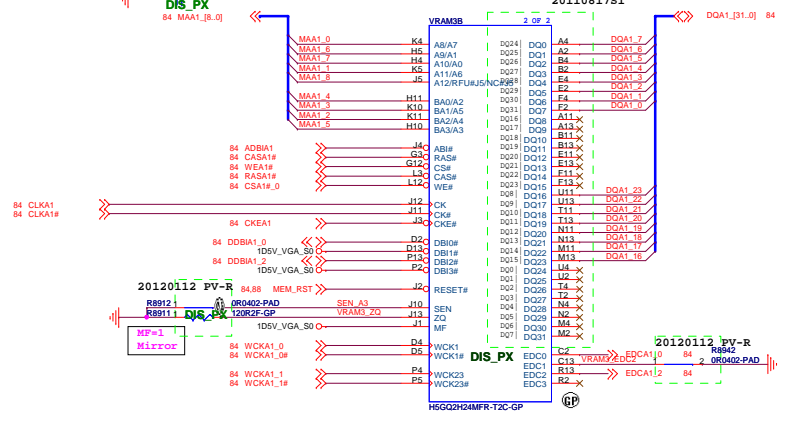 DIS_PX
20110817S1
84 MAA1_[8..0]
VRAM3B
2 OF 2
DQA1_[31..0] 84
MAA1_0 K4 A8/A7 DQ24 DQ0 A4 DQA1_7
MAA1_6 H5 A9/A1 DQ25 DQ1 A2 DQA1_6
MAA1_7 H4 A10/A0 DQ26 DQ2 B4 DQA1_5
MAA1_1 K5 A11/A6 DQ27 DQ3 B2 DQA1_4
MAA1_8 J5 A12/RFU#J5/NC#J5 DQ28 DQ4 E4 DQA1_3
DQ29 DQ5 E2 DQA1_2
MAA1_4 H11 BA0/A2 DQ30 DQ6 F4 DQA1_1
MAA1_3 K10 BA1/A5 DQ31 DQ7 F2 DQA1_0
MAA1_2 K11 BA2/A4 DQ16 DQ8 A11
MAA1_5 H10 BA3/A3 DQ17 DQ9 A13
DQ18 DQ10 B11
84 ADBIA1 J4 ABI# DQ19 DQ11 B13
84 CASA1# G3 RAS# DQ20 DQ12 E11
84 WEA1# G12 CS# DQ21 DQ13 E13
84 RASA1# L3 CAS# DQ22 DQ14 F11
84 CSA1#_0 L12 WE# DQ23 DQ15 F13
DQ8 DQ16 U11 DQA1_23
84 CLKA1 J12 CK DQ9 DQ17 U13 DQA1_22
84 CLKA1# J11 CK# DQ10 DQ18 T11 DQA1_21
84 CKEA1 J3 CKE# DQ11 DQ19 T13 DQA1_20
DQ12 DQ20 N11 DQA1_19
84 DDBIA1_0 D2 DBI0# DQ13 DQ21 N13 DQA1_18
1D5V_VGA_S0 D13 DBI1# DQ14 DQ22 M11 DQA1_17
84 DDBIA1_2 P13 DBI2# DQ15 DQ23 M13 DQA1_16
1D5V_VGA_S0 P2 DBI3# DQ0 DQ24 U4
DQ1 DQ25 U2
20120112 PV-R 84,88 MEM_RST J2 RESET# DQ2 DQ26 T4
DQ3 DQ27 T2
R8912 1 0R0402-PAD SEN_A3 J10 SEN DQ4 DQ28 N4
R8911 1 DIS_PX 120R2F-GP VRAM3_ZQ J13 ZQ DQ5 DQ29 N2
1D5V_VGA_S0 J1 MF DQ6 DQ30 M4
DQ7 DQ31 M2
MF=1
Mirror
20120112 PV-R
84 WCKA1_0 D4 WCK1
84 WCKA1_0# D5 WCK1# DIS_PX EDC0 C2 EDCA1_0 84 R8942
EDC1 C13 VRAM3_EDC2 1 2 0R0402-PAD
84 WCKA1_1 P4 WCK23 EDC2 R13 EDCA1_2 84
84 WCKA1_1# P5 WCK23# EDC3 R2
H5GQ2H24MFR-T2C-GP
GP